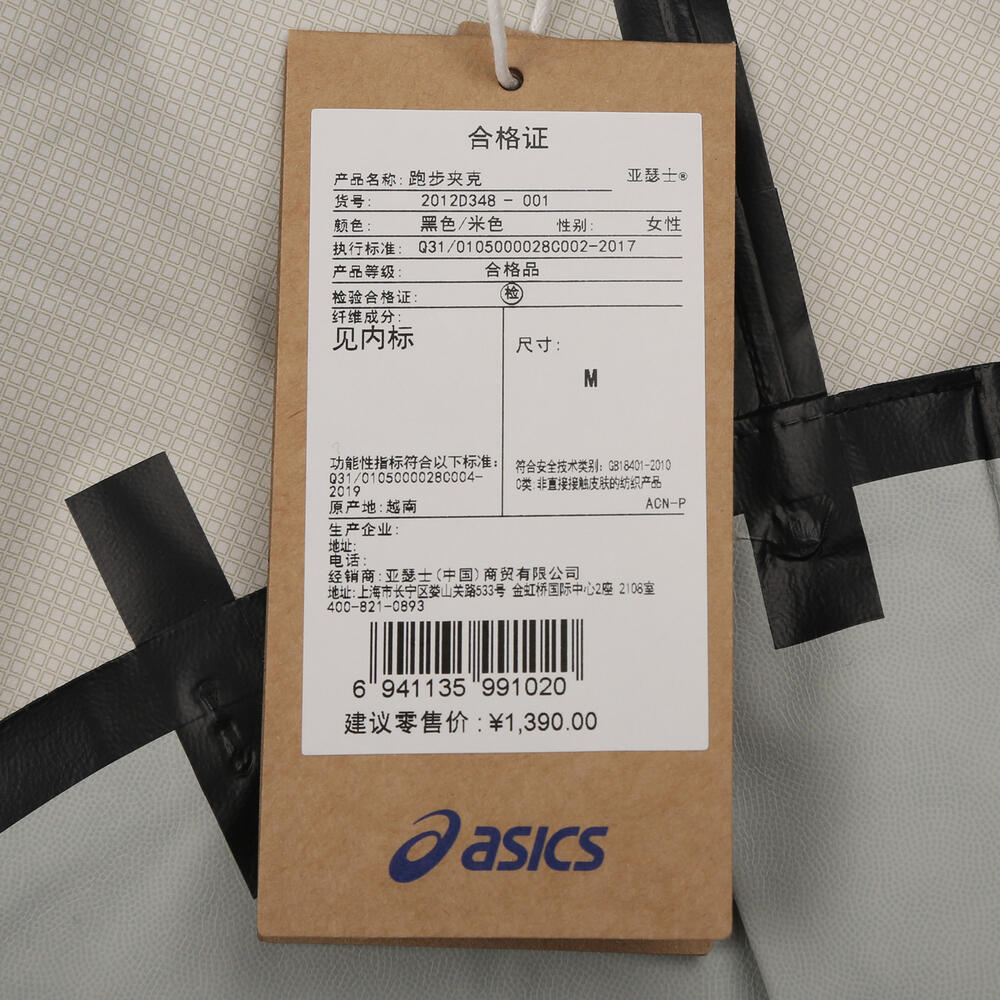 合格证
产品名称: 跑步夹克 亚瑟士®
货号: 2012D348 - 001
颜色: 黑色/米色 性别: 女性
执行标准: Q31/0105000028C002-2017
产品等级: 合格品
检验合格证: 检
纤维成分:
见内标
尺寸:
M
功能性指标符合以下标准:
Q31/0105000028C004-
2019
原产地: 越南
符合安全技术类别: GB18401-2010
C类: 非直接接触皮肤的纺织产品
ACN-P
生产企业:
地址:
电话:
经销商: 亚瑟士(中国)商贸有限公司
地址: 上海市长宁区娄山关路533号 金虹桥国际中心2座 2108室
400-821-0893
6 941135 991020
建议零售价 : ¥1,390.00
asics